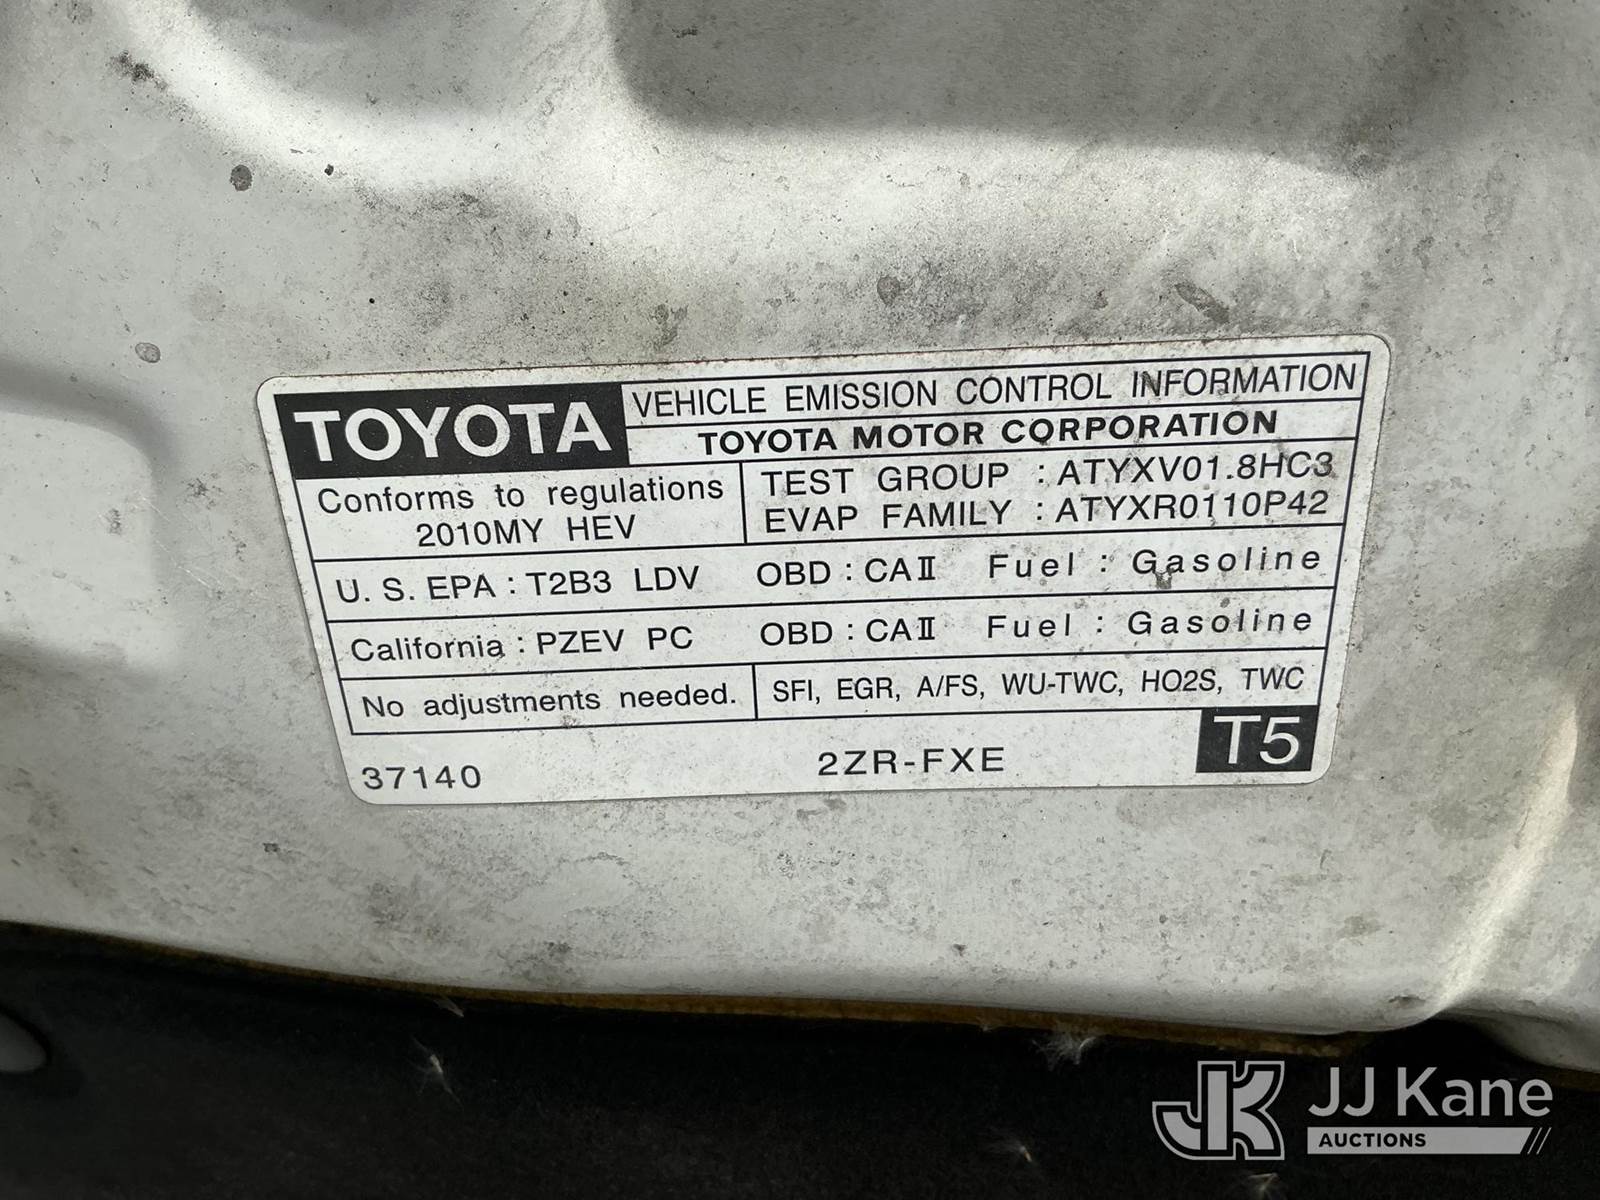 TOYOTA VEHICLE EMISSION CONTROL INFORMATION
TOYOTA MOTOR CORPORATION
Conforms to regulations
2010MY HEV
TEST GROUP : ATYXV01.8HC3
EVAP FAMILY : ATYXR0110P42
U. S. EPA : T2B3 LDV OBD : CAⅡ Fuel : Gasoline
California : PZEV PC OBD : CAⅡ Fuel : Gasoline
No adjustments needed. SFI, EGR, A/FS, WU-TWC, HO2S, TWC
37140 2ZR-FXE T5
JK JJ Kane
AUCTIONS